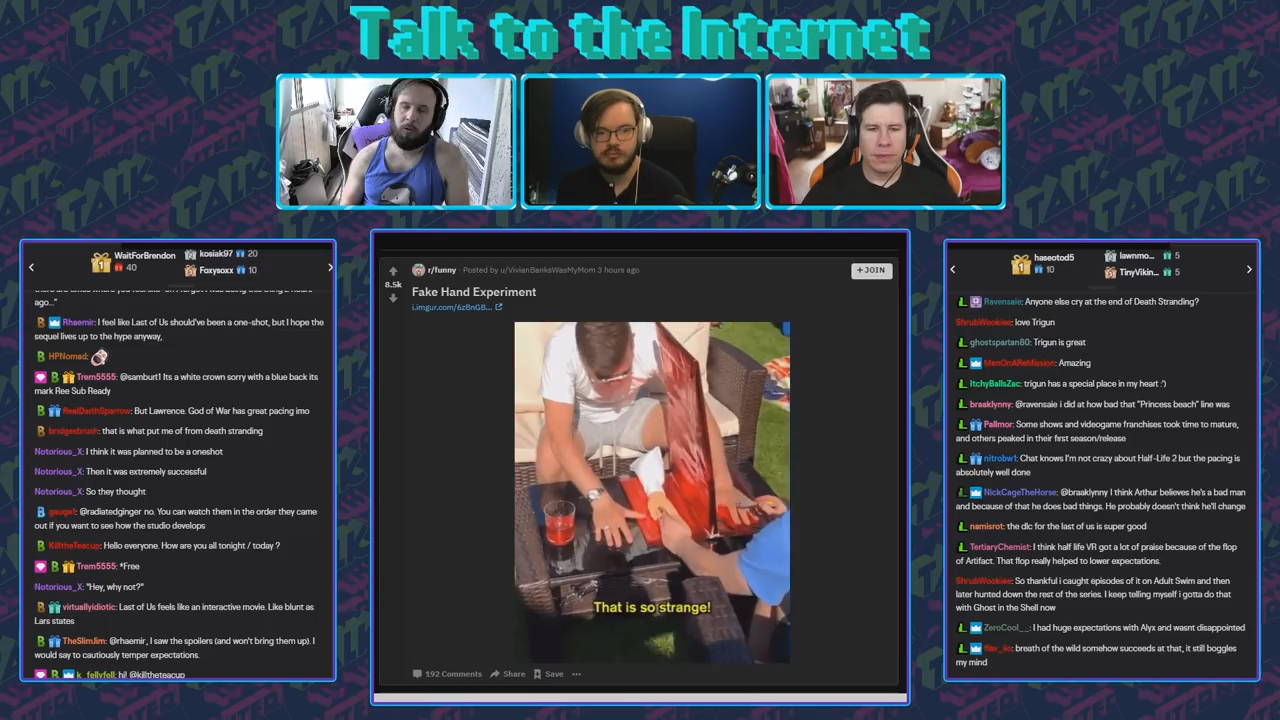 Talk to the Internet
WaitForBrendon
40
kosiak97 20
Foxysoxx 10
ago..."
Rhaemir: I feel like Last of Us should've been a one-shot, but I hope the
sequel lives up to the hype anyway,
HPNomad:
Trem5555: @samburt1 Its a white crown sorry with a blue back its
mark Ree Sub Ready
RealDarthSparrow: But Lawrence. God of War has great pacing imo
bridgesbrush: that is what put me of from death stranding
Notorious_X: I think it was planned to be a oneshot
Notorious_X: Then it was extremely successful
Notorious_X: So they thought
gauge1: @radiatedginger no. You can watch them in the order they came
out if you want to see how the studio develops
KilltheTeacup: Hello everyone. How are you all tonight / today ?
Trem5555: *Free
Notorious_X: "Hey, why not?"
virtuallyidiotic: Last of Us feels like an interactive movie. Like blunt as
Lars states
TheSlimJim: @rhaemir, I saw the spoilers (and won't bring them up). I
would say to cautiously temper expectations.
k_fellyfell: hi! @killtheteacup
8.5k
r/funny · Posted by u/VivianBanksWasMyMom 3 hours ago
+ JOIN
Fake Hand Experiment
i.imgur.com/6zBnGB...
That is so strange!
192 Comments Share Save ···
haseotod5
10
lawnmo... 5
TinyVikin... 5
Ravensaie: Anyone else cry at the end of Death Stranding?
ShrubWookiee: love Trigun
ghostspartan80: Trigun is great
MenOnAReMission: Amazing
ItchyBallsZac: trigun has a special place in my heart :')
braaklynny: @ravensaie i did at how bad that "Princess beach" line was
Pallmor: Some shows and videogame franchises took time to mature,
and others peaked in their first season/release
nitrobw1: Chat knows I'm not crazy about Half-Life 2 but the pacing is
absolutely well done
NickCageTheHorse: @braaklynny I think Arthur believes he's a bad man
and because of that he does bad things. He probably doesn't think he'll change
namisrot: the dlc for the last of us is super good
TertiaryChemist: I think half life VR got a lot of praise because of the flop
of Artifact. That flop really helped to lower expectations.
ShrubWookiee: So thankful i caught episodes of it on Adult Swim and then
later hunted down the rest of the series. I keep telling myself i gotta do that
with Ghost in the Shell now
ZeroCool__: I had huge expectations with Alyx and wasnt disappointed
breath of the wild somehow succeeds at that, it still boggles
my mind